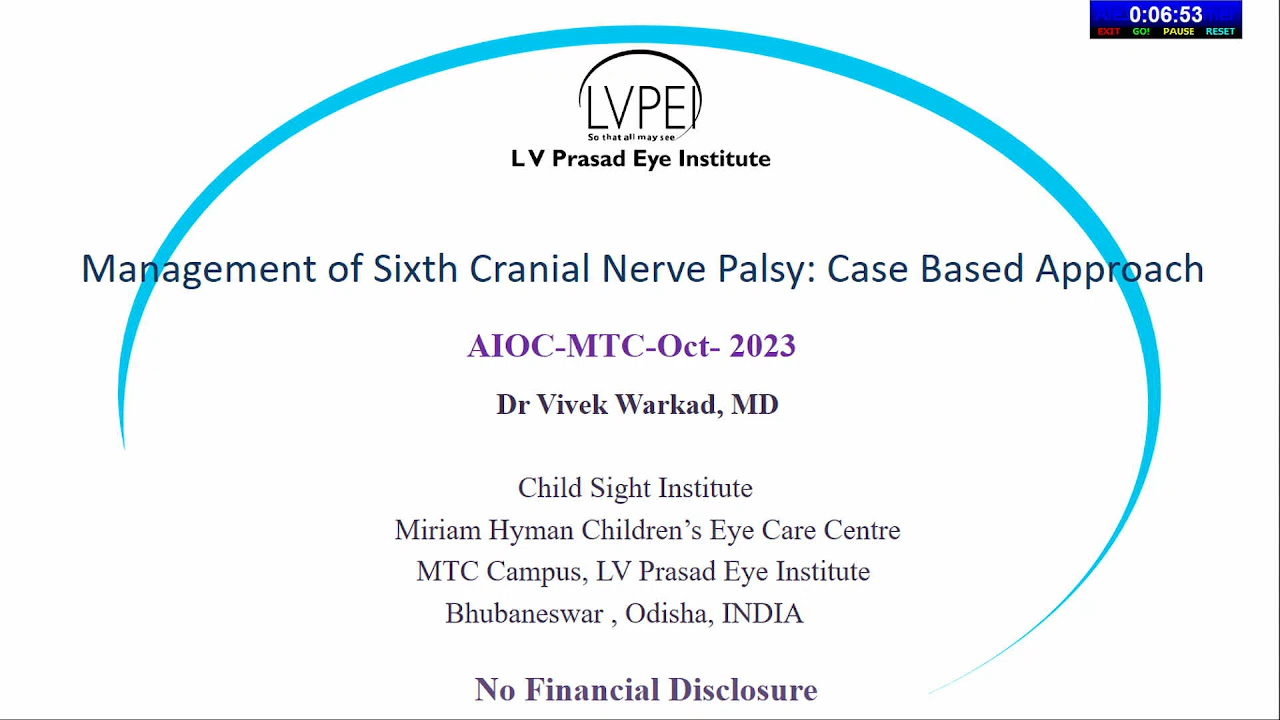 0:06:53
EXIT GO! PAUSE RESET
LVPEI
So that all may see
L V Prasad Eye Institute
Management of Sixth Cranial Nerve Palsy: Case Based Approach
AIOC-MTC-Oct- 2023
Dr Vivek Warkad, MD
Child Sight Institute
Miriam Hyman Children’s Eye Care Centre
MTC Campus, LV Prasad Eye Institute
Bhubaneswar , Odisha, INDIA
No Financial Disclosure